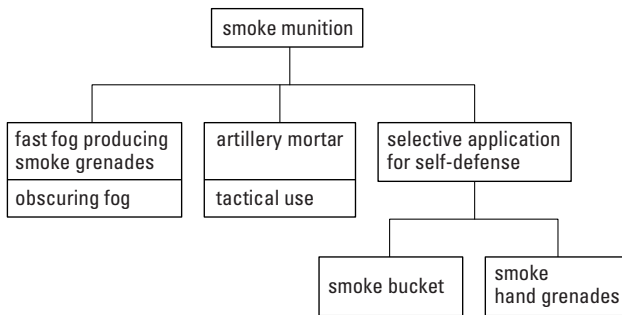 smoke munition
fast fog producing
smoke grenades
obscuring fog
artillery mortar
tactical use
selective application
for self-defense
smoke bucket
smoke
hand grenades